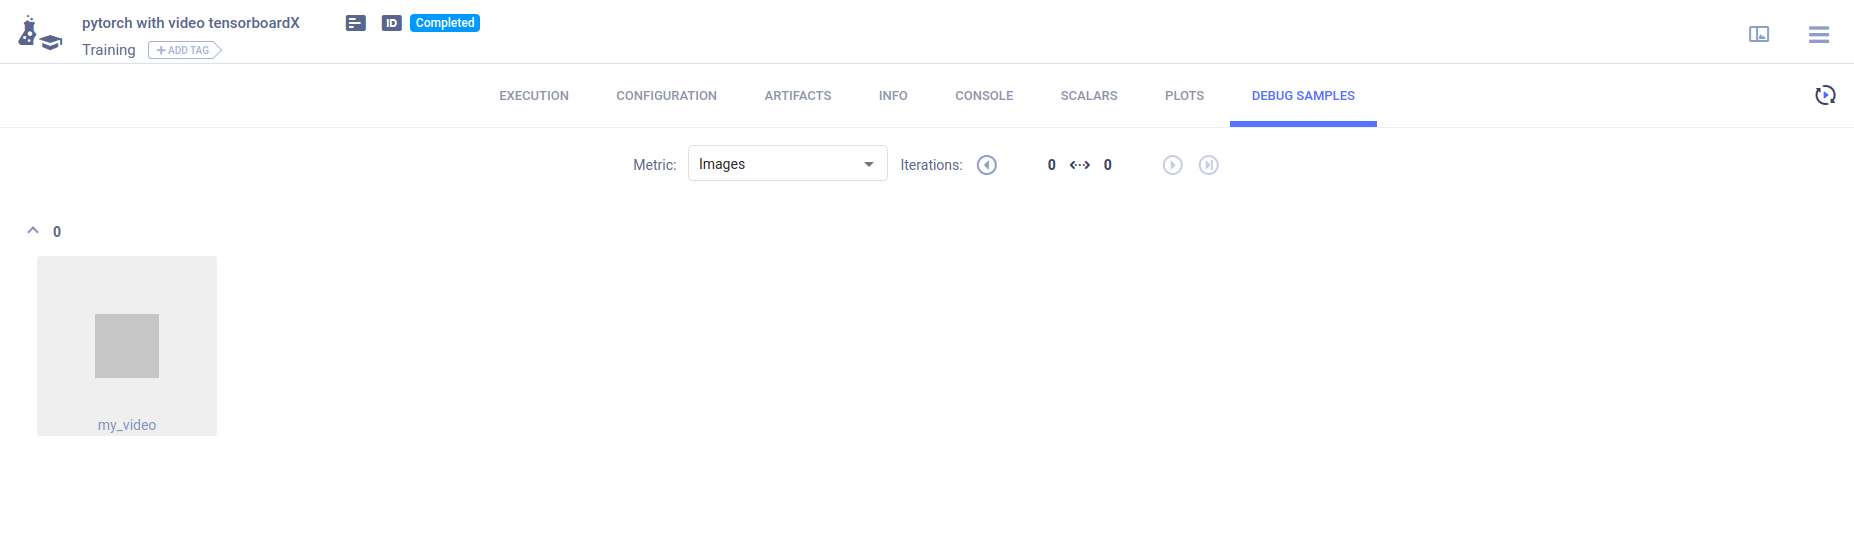 pytorch with video tensorboardX ID Completed
Training + ADD TAG
EXECUTION CONFIGURATION ARTIFACTS INFO CONSOLE SCALARS PLOTS DEBUG SAMPLES
Metric: Images Iterations: 0 0
0
my_video